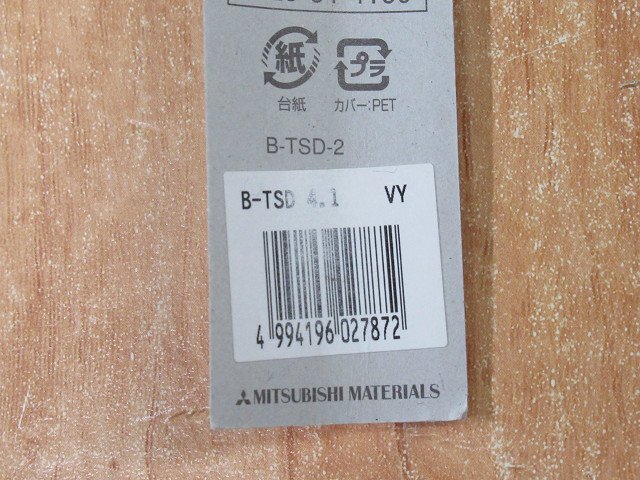 紙
プラ
台紙 カバー:PET
B-TSD-2
B-TSD 4.1 VY
4 994196 027872
MITSUBISHI MATERIALS